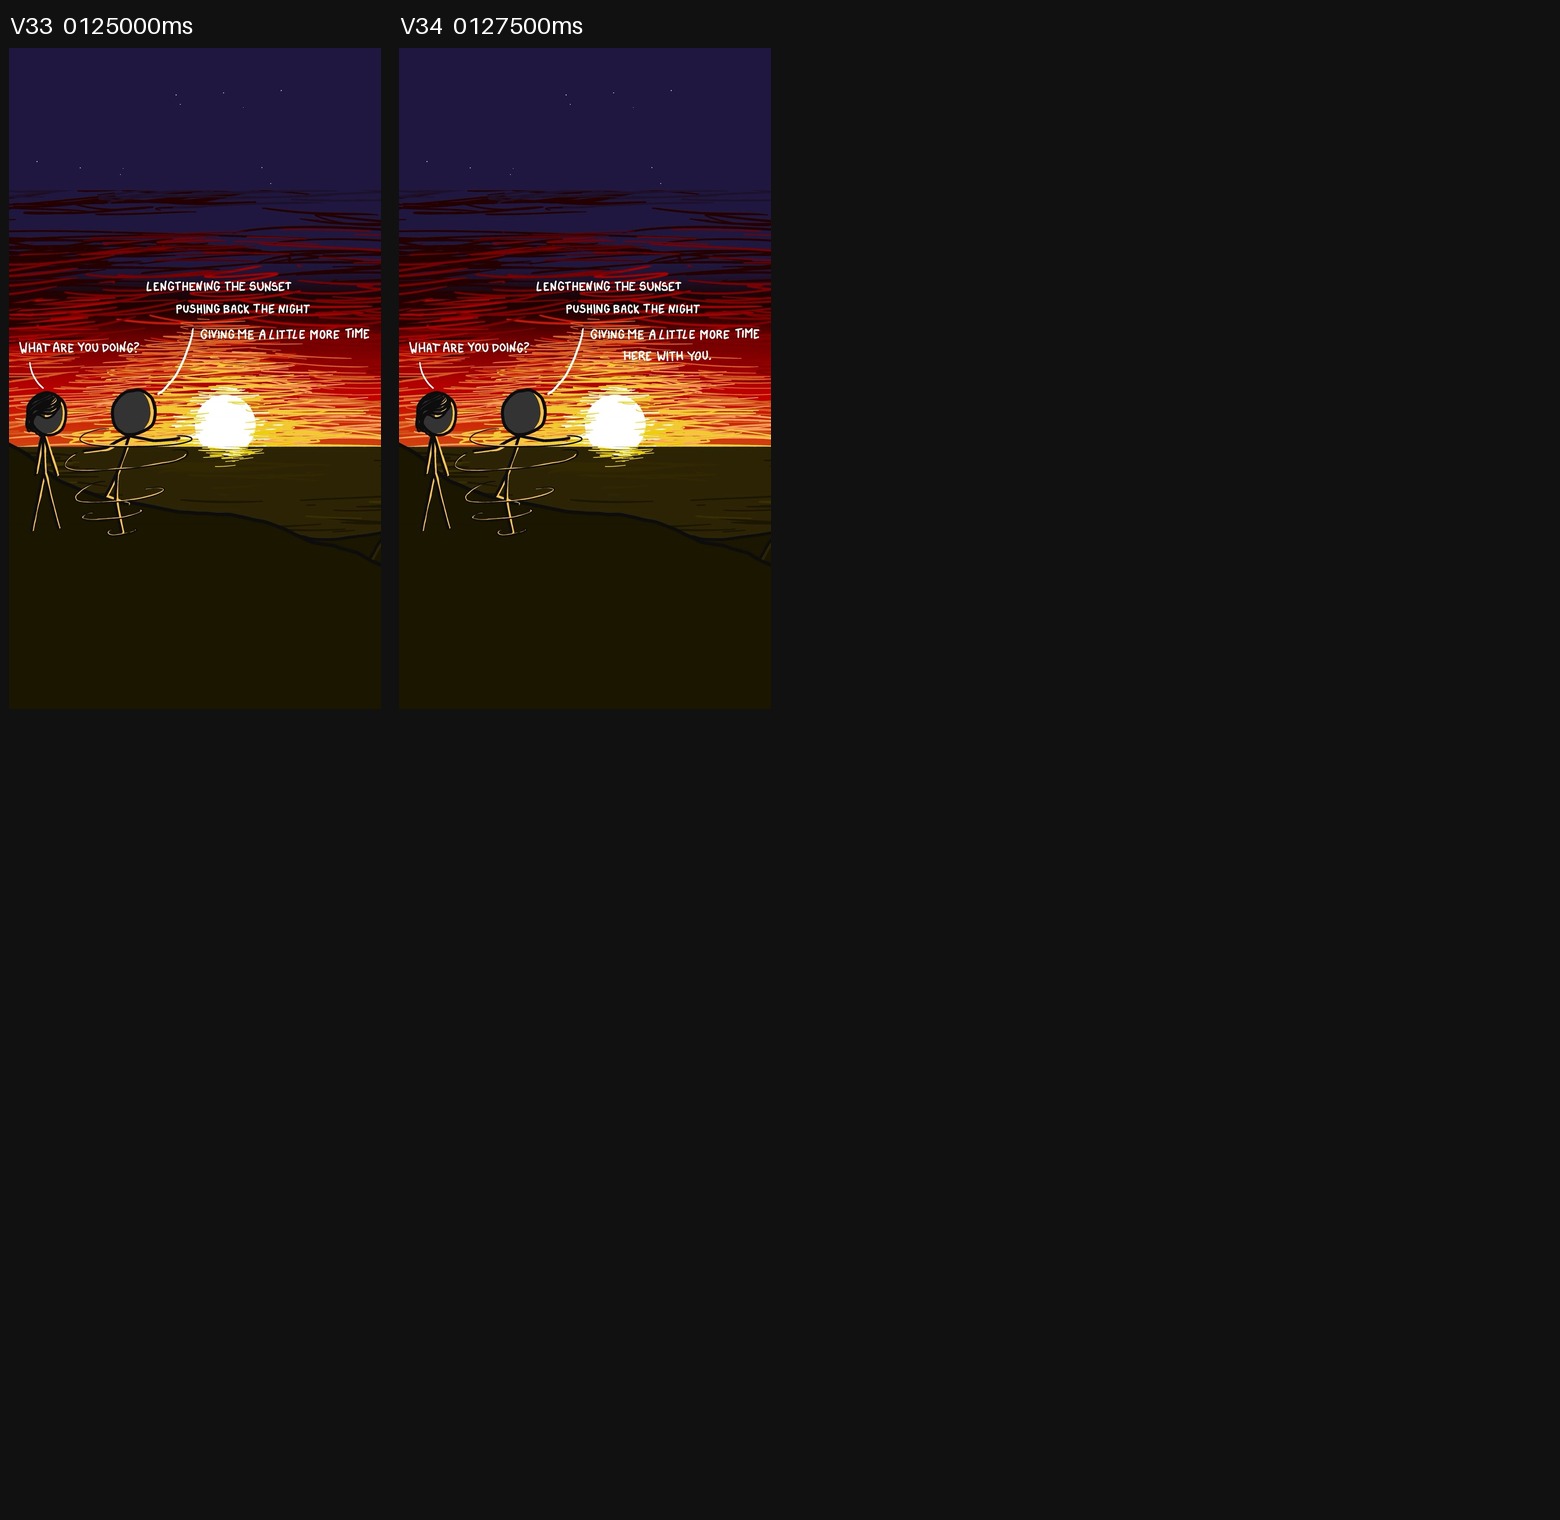 V33 0125000ms
LENGTHENING THE SUNSET
PUSHING BACK THE NIGHT
GIVING ME A LITTLE MORE TIME
WHAT ARE YOU DOING?
V34 0127500ms
LENGTHENING THE SUNSET
PUSHING BACK THE NIGHT
GIVING ME A LITTLE MORE TIME
WHAT ARE YOU DOING?
HERE WITH YOU.